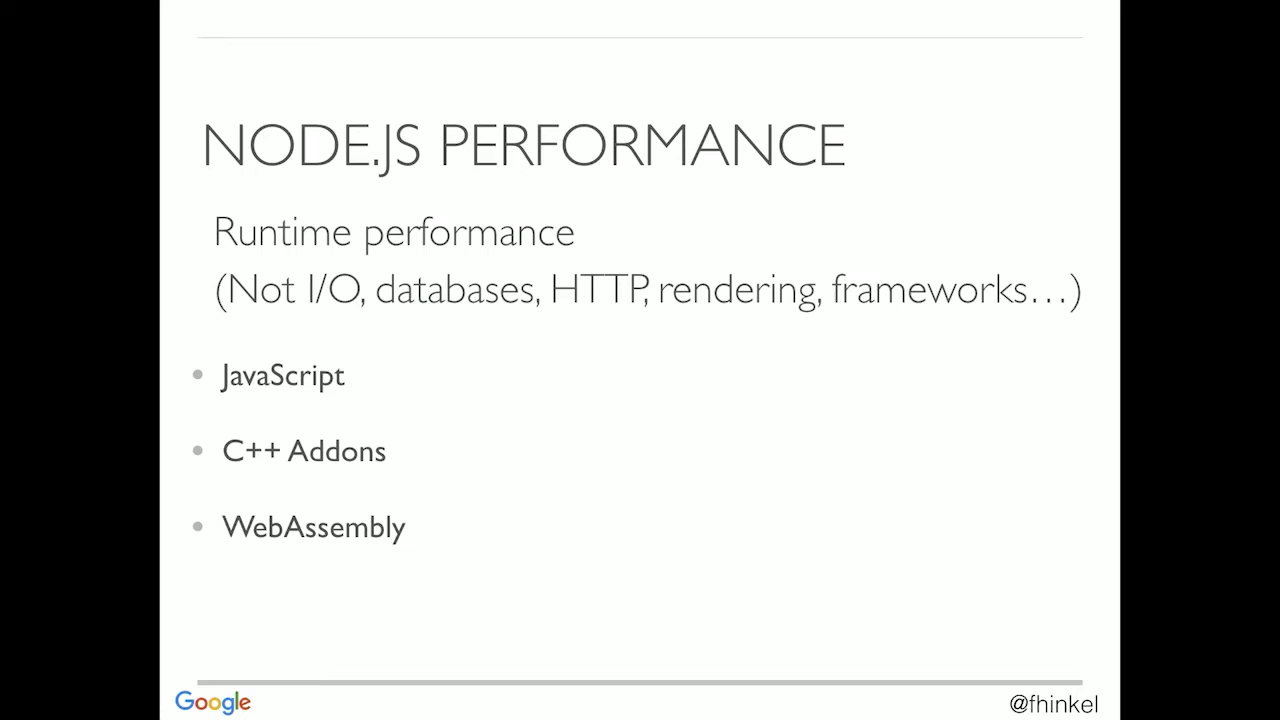 NODE.JS PERFORMANCE
Runtime performance
(Not I/O, databases, HTTP, rendering, frameworks…)
• JavaScript
• C++ Addons
• WebAssembly
Google
@fhinkel